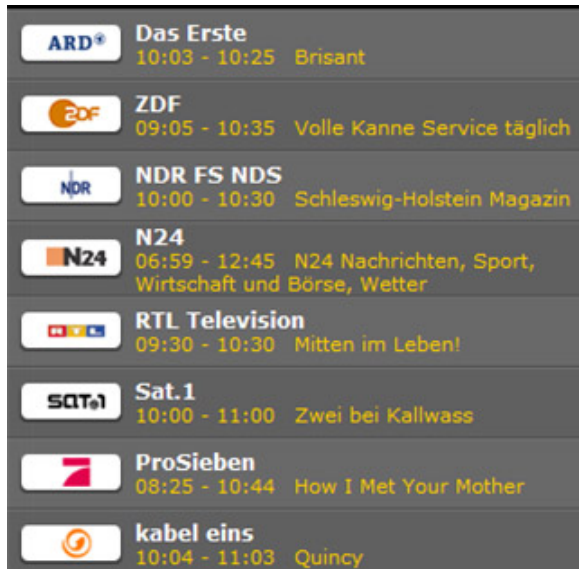 ARD Das Erste
10:03 - 10:25 Brisant
ZDF ZDF
09:05 - 10:35 Volle Kanne Service täglich
NDR NDR FS NDS
10:00 - 10:30 Schleswig-Holstein Magazin
N24 N24
06:59 - 12:45 N24 Nachrichten, Sport,
Wirtschaft und Börse, Wetter
RTL RTL Television
09:30 - 10:30 Mitten im Leben!
SAT.1 Sat.1
10:00 - 11:00 Zwei bei Kallwass
ProSieben
08:25 - 10:44 How I Met Your Mother
kabel eins
10:04 - 11:03 Quincy